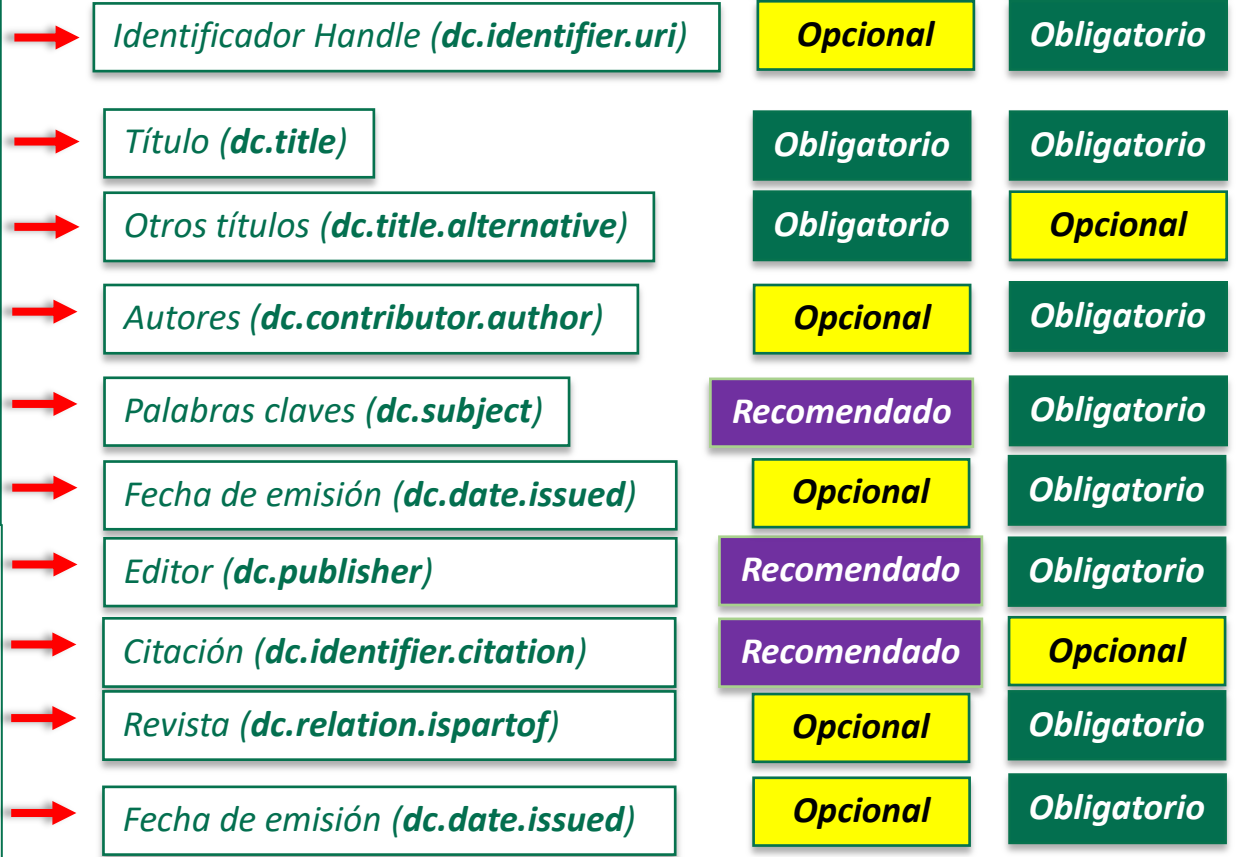 Identificador Handle (dc.identifier.uri) Opcional Obligatorio
Título (dc.title) Obligatorio Obligatorio
Otros títulos (dc.title.alternative) Obligatorio Opcional
Autores (dc.contributor.author) Opcional Obligatorio
Palabras claves (dc.subject) Recomendado Obligatorio
Fecha de emisión (dc.date.issued) Opcional Obligatorio
Editor (dc.publisher) Recomendado Obligatorio
Citación (dc.identifier.citation) Recomendado Opcional
Revista (dc.relation.ispartof) Opcional Obligatorio
Fecha de emisión (dc.date.issued) Opcional Obligatorio